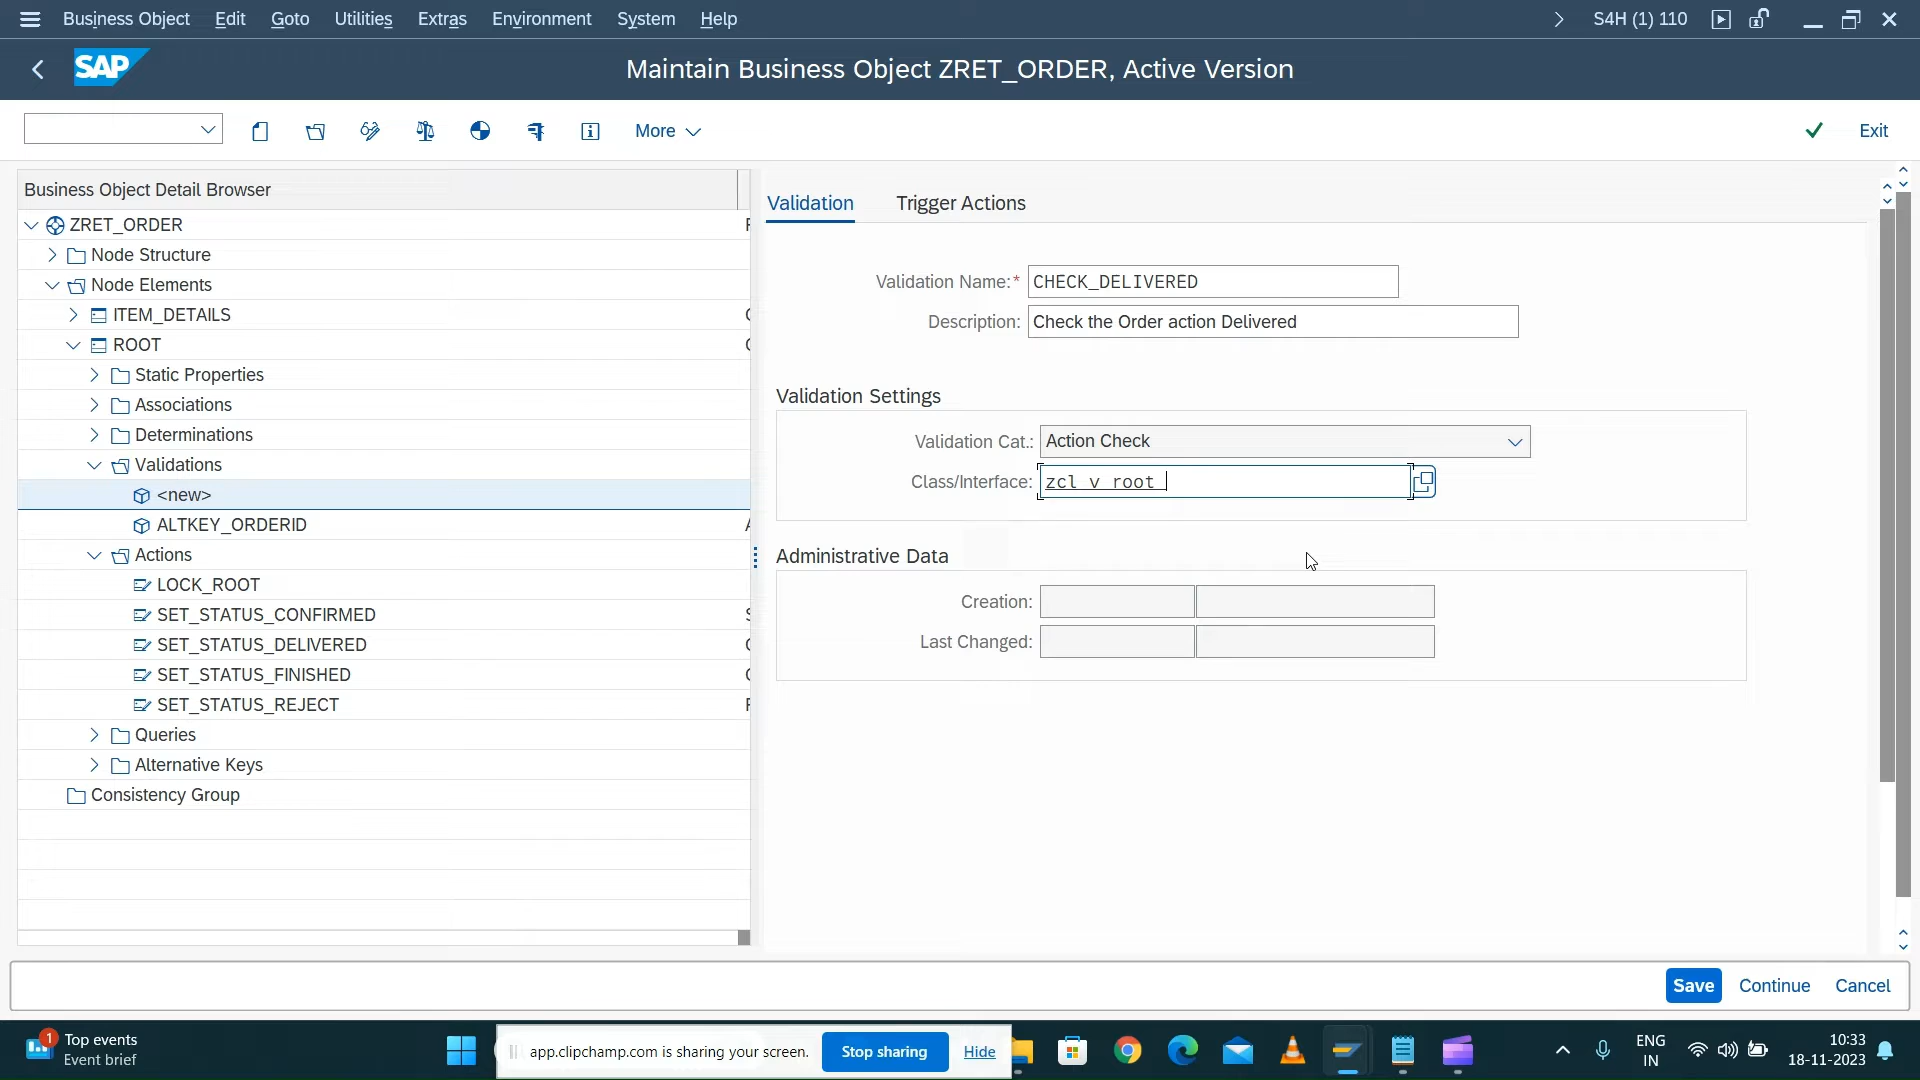 Business Object Edit Goto Utilities Extras Environment System Help S4H (1) 110
SAP Maintain Business Object ZRET_ORDER, Active Version
More Exit
Business Object Detail Browser
ZRET_ORDER
Node Structure
Node Elements
ITEM_DETAILS
ROOT
Static Properties
Associations
Determinations
Validations
<new>
ALTKEY_ORDERID
Actions
LOCK_ROOT
SET_STATUS_CONFIRMED
SET_STATUS_DELIVERED
SET_STATUS_FINISHED
SET_STATUS_REJECT
Queries
Alternative Keys
Consistency Group
Validation Trigger Actions
Validation Name:* CHECK_DELIVERED
Description: Check the Order action Delivered
Validation Settings
Validation Cat.: Action Check
Class/Interface: zcl_v_root_
Administrative Data
Creation:
Last Changed:
Save Continue Cancel
1 Top events
Event brief
app.clipchamp.com is sharing your screen. Stop sharing Hide
ENG
IN
10:33
18-11-2023